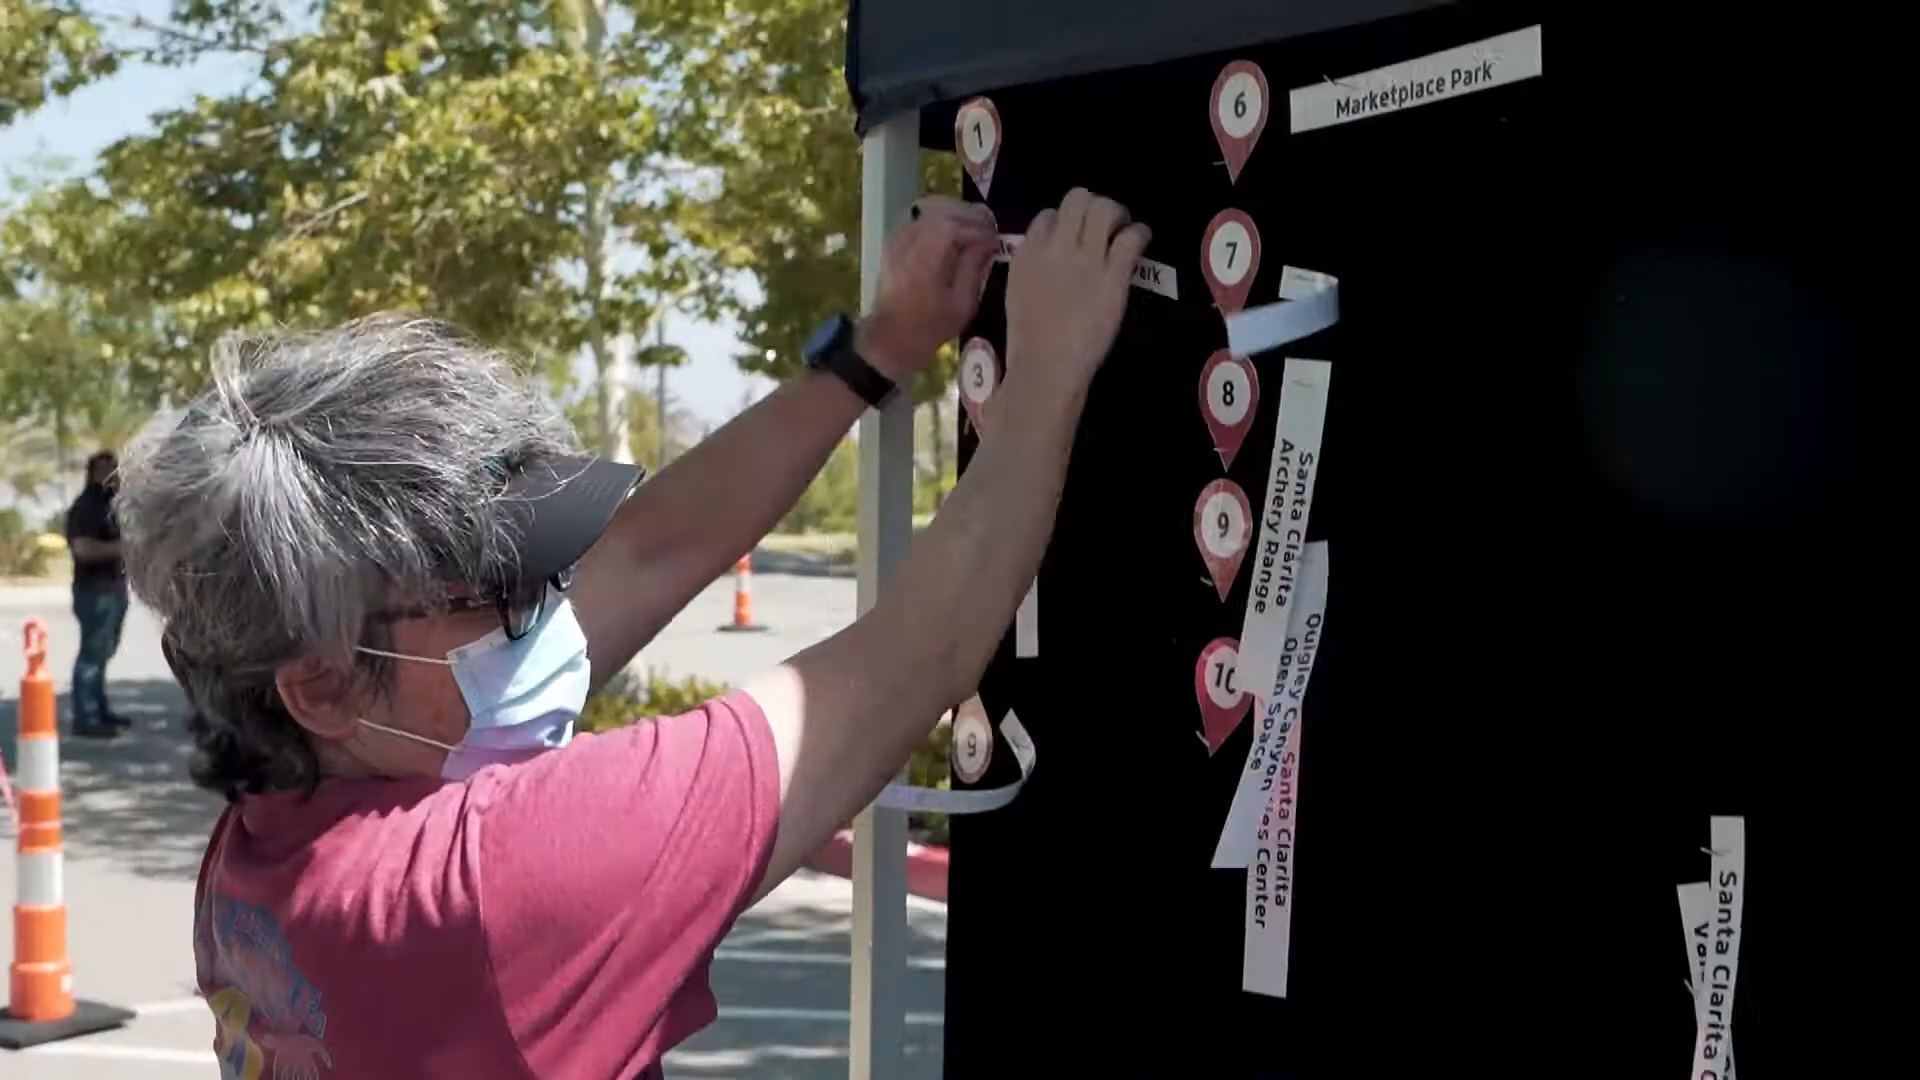 1
6
Marketplace Park
Park
7
3
8
9
10
Santa Clarita
Archery Range
Quigley Canyon
Open Space
Santa Clarita
Center
Santa Clarita